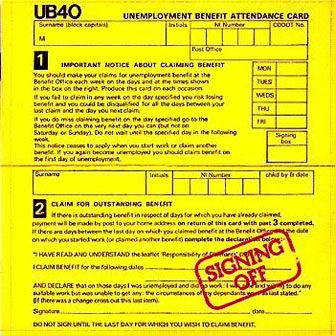 UB40
UNEMPLOYMENT BENEFIT ATTENDANCE CARD
Surname (block capitals) Initials NI Number CODOT No.
M
Post Office
1 IMPORTANT NOTICE ABOUT CLAIMING BENEFIT
You should make your claims for unemployment benefit at the
Benefit Office each week on the days and at the times shown
in the box on the right. Produce this card on each occasion.
If you fail to claim in any week on the day specified you risk losing
benefit and you could be disqualified for all the days between your
last claim and the day you next claim.
If you do miss claiming benefit on the day specified go to the
Benefit Office on the very next day you can (but not on
Saturday or Sunday). Do not wait until the specified day in the following
week.
This notice ceases to apply when you start work or claim another
benefit. If you again become unemployed you should claim benefit on
the first day of unemployment.
MON
TUES
WEDS
THU
FRI
Signing
box
Surname Initials NI Number chkd by & date
2 CLAIM FOR OUTSTANDING BENEFIT
If there is outstanding benefit in respect of days for which you have already claimed,
payment will be made by post to your home address on return of this card with part 3 completed.
If there are days between the last day on which you claimed benefit at the Benefit Office and the date
on you started work (or claimed another benefit) complete the declaration below:-
"I HAVE READ AND UNDERSTAND the leaflet 'Responsibility of Claimants'
I CLAIM BENEFIT for the following dates
AND DECLARE that on those days I was unemployed and did no work: I was and willing to do any
suitable work but was unable to get any: the circumstances of my dependants were as last stated."
(If there was a change cross out this last item).
Signature date
DO NOT SIGN UNTIL THE LAST DAY FOR WHICH YOU WISH TO CLAIM BENEFIT.
SIGNING
OFF